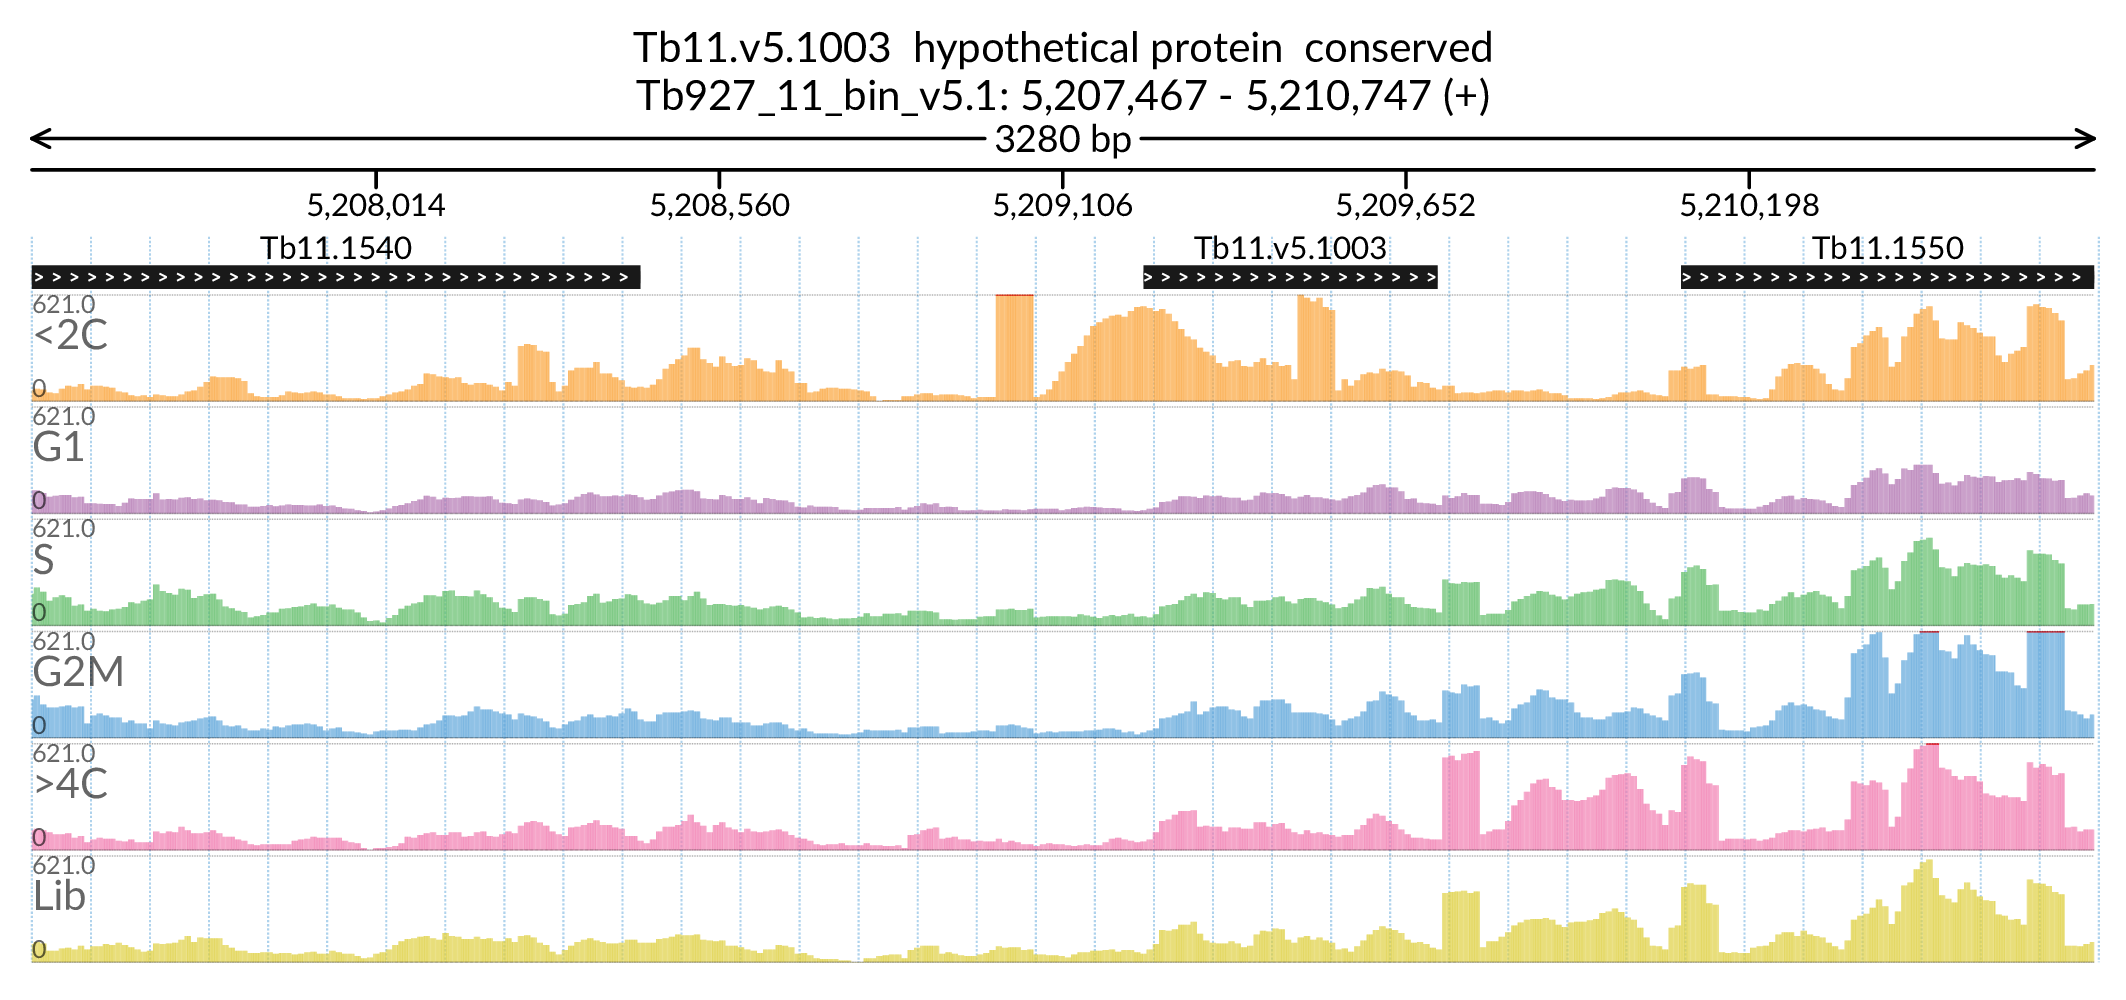 Tb11.v5.1003 hypothetical protein conserved
Tb927_11_bin_v5.1: 5,207,467 - 5,210,747 (+)
3280 bp
5,208,014 5,208,560 5,209,106 5,209,652 5,210,198
Tb11.1540 Tb11.v5.1003 Tb11.1550
621.0
<2C
0
621.0
G1
0
621.0
S
0
621.0
G2M
0
621.0
>4C
0
621.0
Lib
0